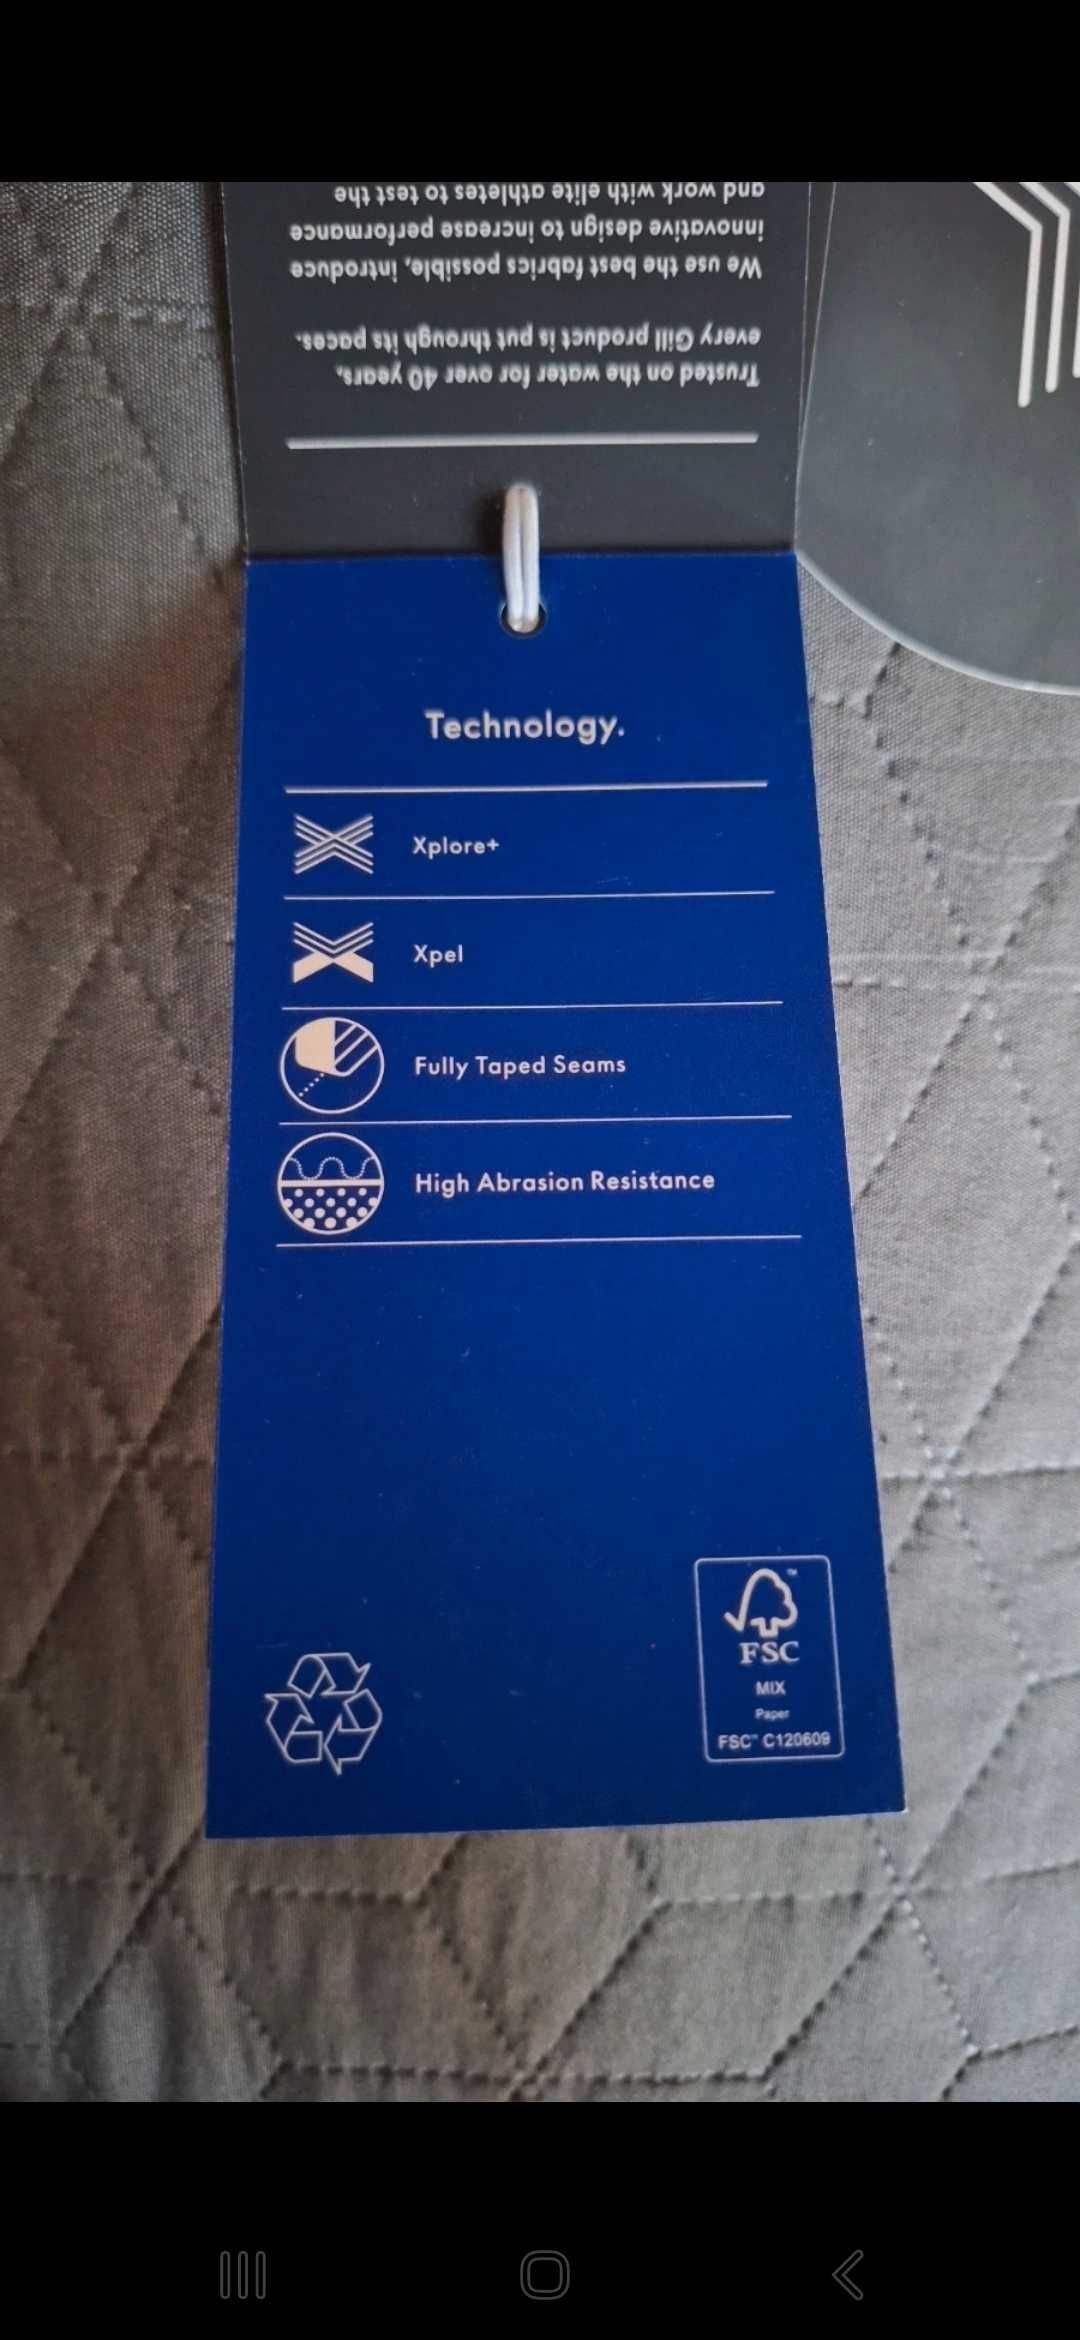 Trusted on the water for over 40 years,
every Gill product is put through its paces.
We use the best fabrics possible, introduce
innovative design to increase performance
and work with elite athletes to test the
Technology.
Xplore+
Xpel
Fully Taped Seams
High Abrasion Resistance
FSC
MIX
Paper
FSC™ C120609